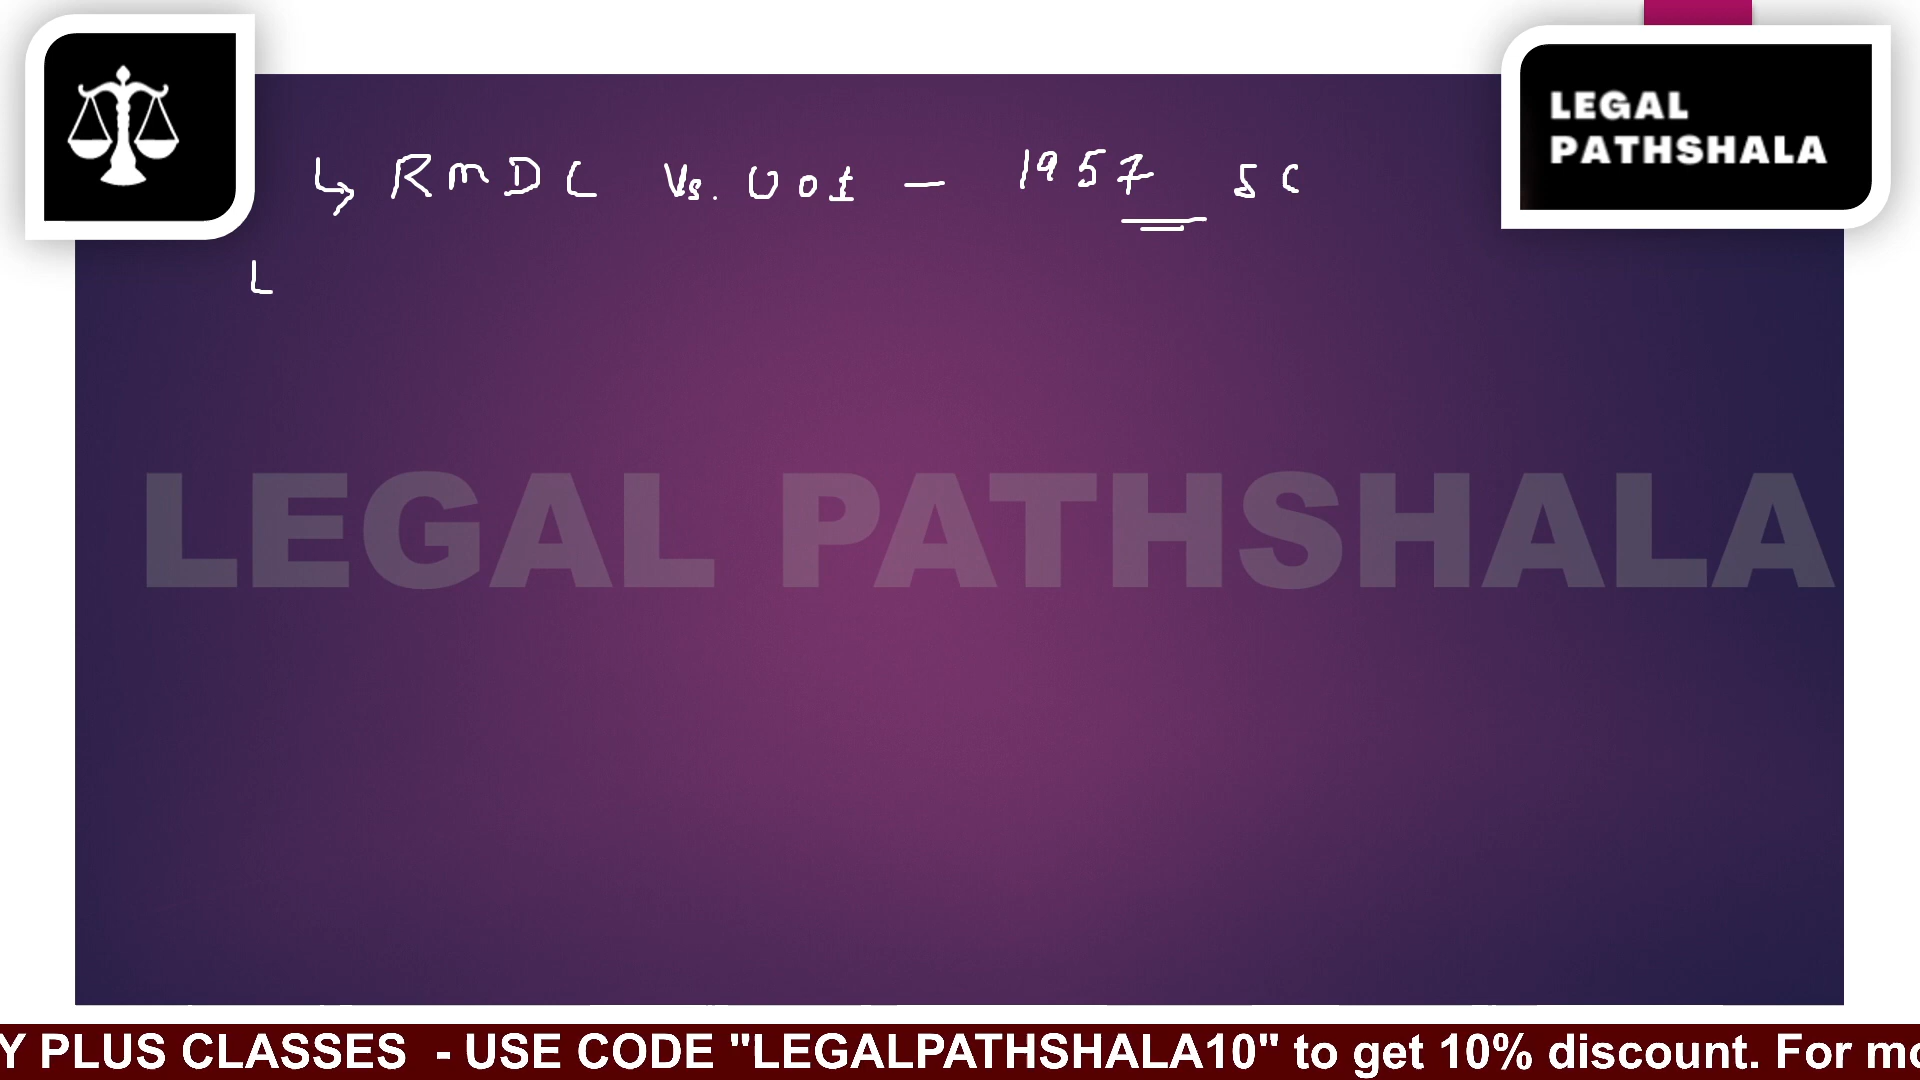 LEGAL
PATHSHALA
↳ RMDC Vs. UOI – 1957 SC
L
LEGAL PATHSHALA
Y PLUS CLASSES - USE CODE "LEGALPATHSHALA10" to get 10% discount. For mo